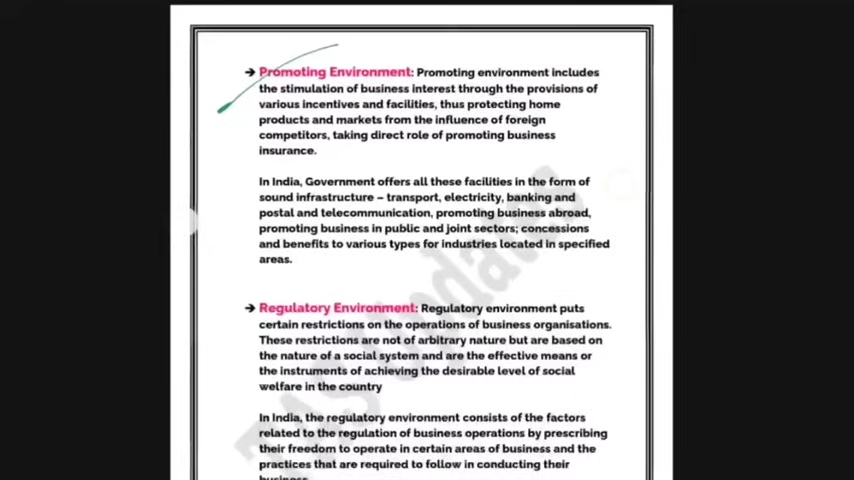 → Promoting Environment: Promoting environment includes
the stimulation of business interest through the provisions of
various incentives and facilities, thus protecting home
products and markets from the influence of foreign
competitors, taking direct role of promoting business
insurance.
In India, Government offers all these facilities in the form of
sound infrastructure – transport, electricity, banking and
postal and telecommunication, promoting business abroad,
promoting business in public and joint sectors; concessions
and benefits to various types for industries located in specified
areas.
→ Regulatory Environment: Regulatory environment puts
certain restrictions on the operations of business organisations.
These restrictions are not of arbitrary nature but are based on
the nature of a social system and are the effective means or
the instruments of achieving the desirable level of social
welfare in the country
In India, the regulatory environment consists of the factors
related to the regulation of business operations by prescribing
their freedom to operate in certain areas of business and the
practices that are required to follow in conducting their
business